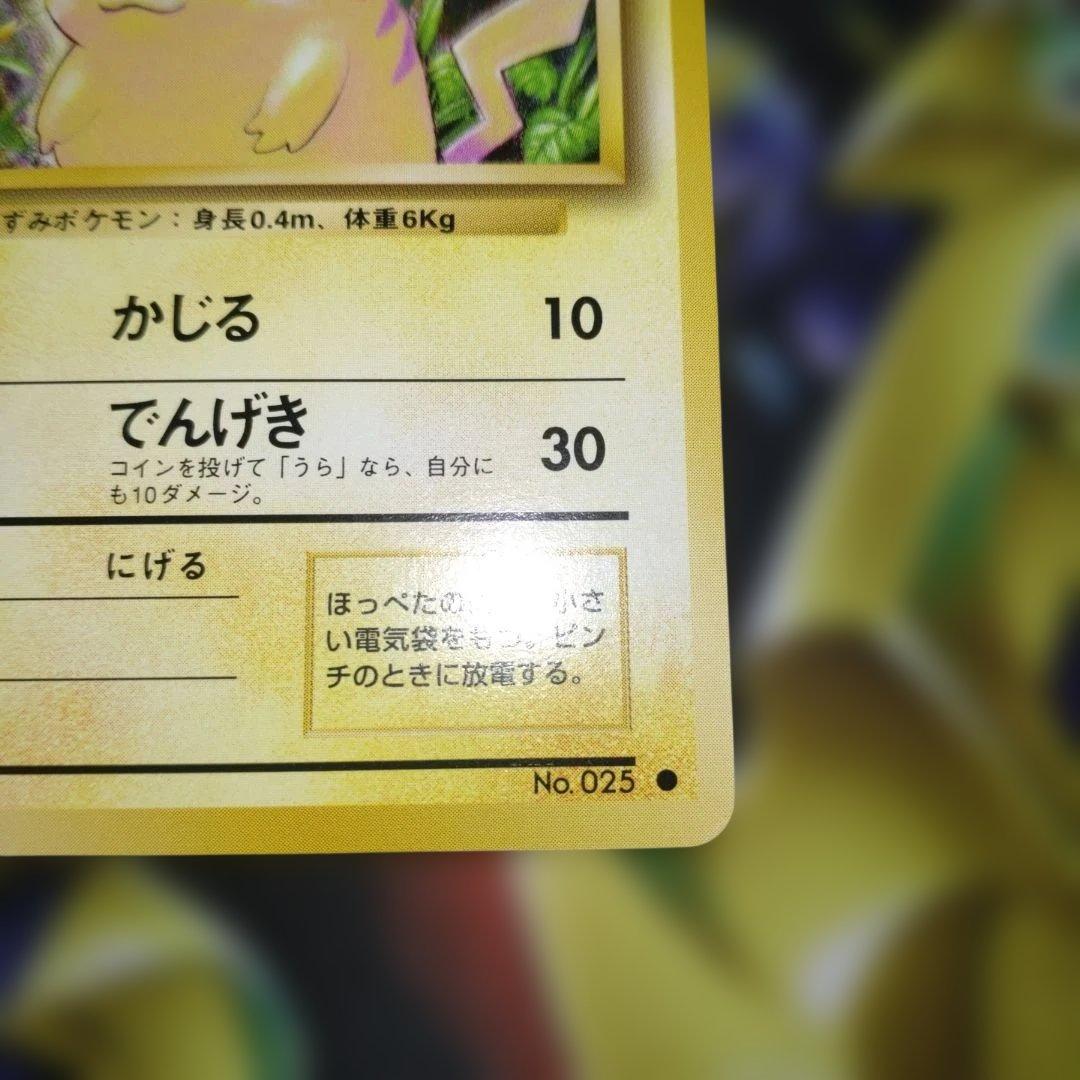 ずみポケモン：身長0.4m、体重6Kg
かじる 10
でんげき 30
コインを投げて「うら」なら、自分に
も10ダメージ。
にげる
ほっぺたの 小さ
い電気袋をもつ。ピン
チのときに放電する。
No. 025 ●